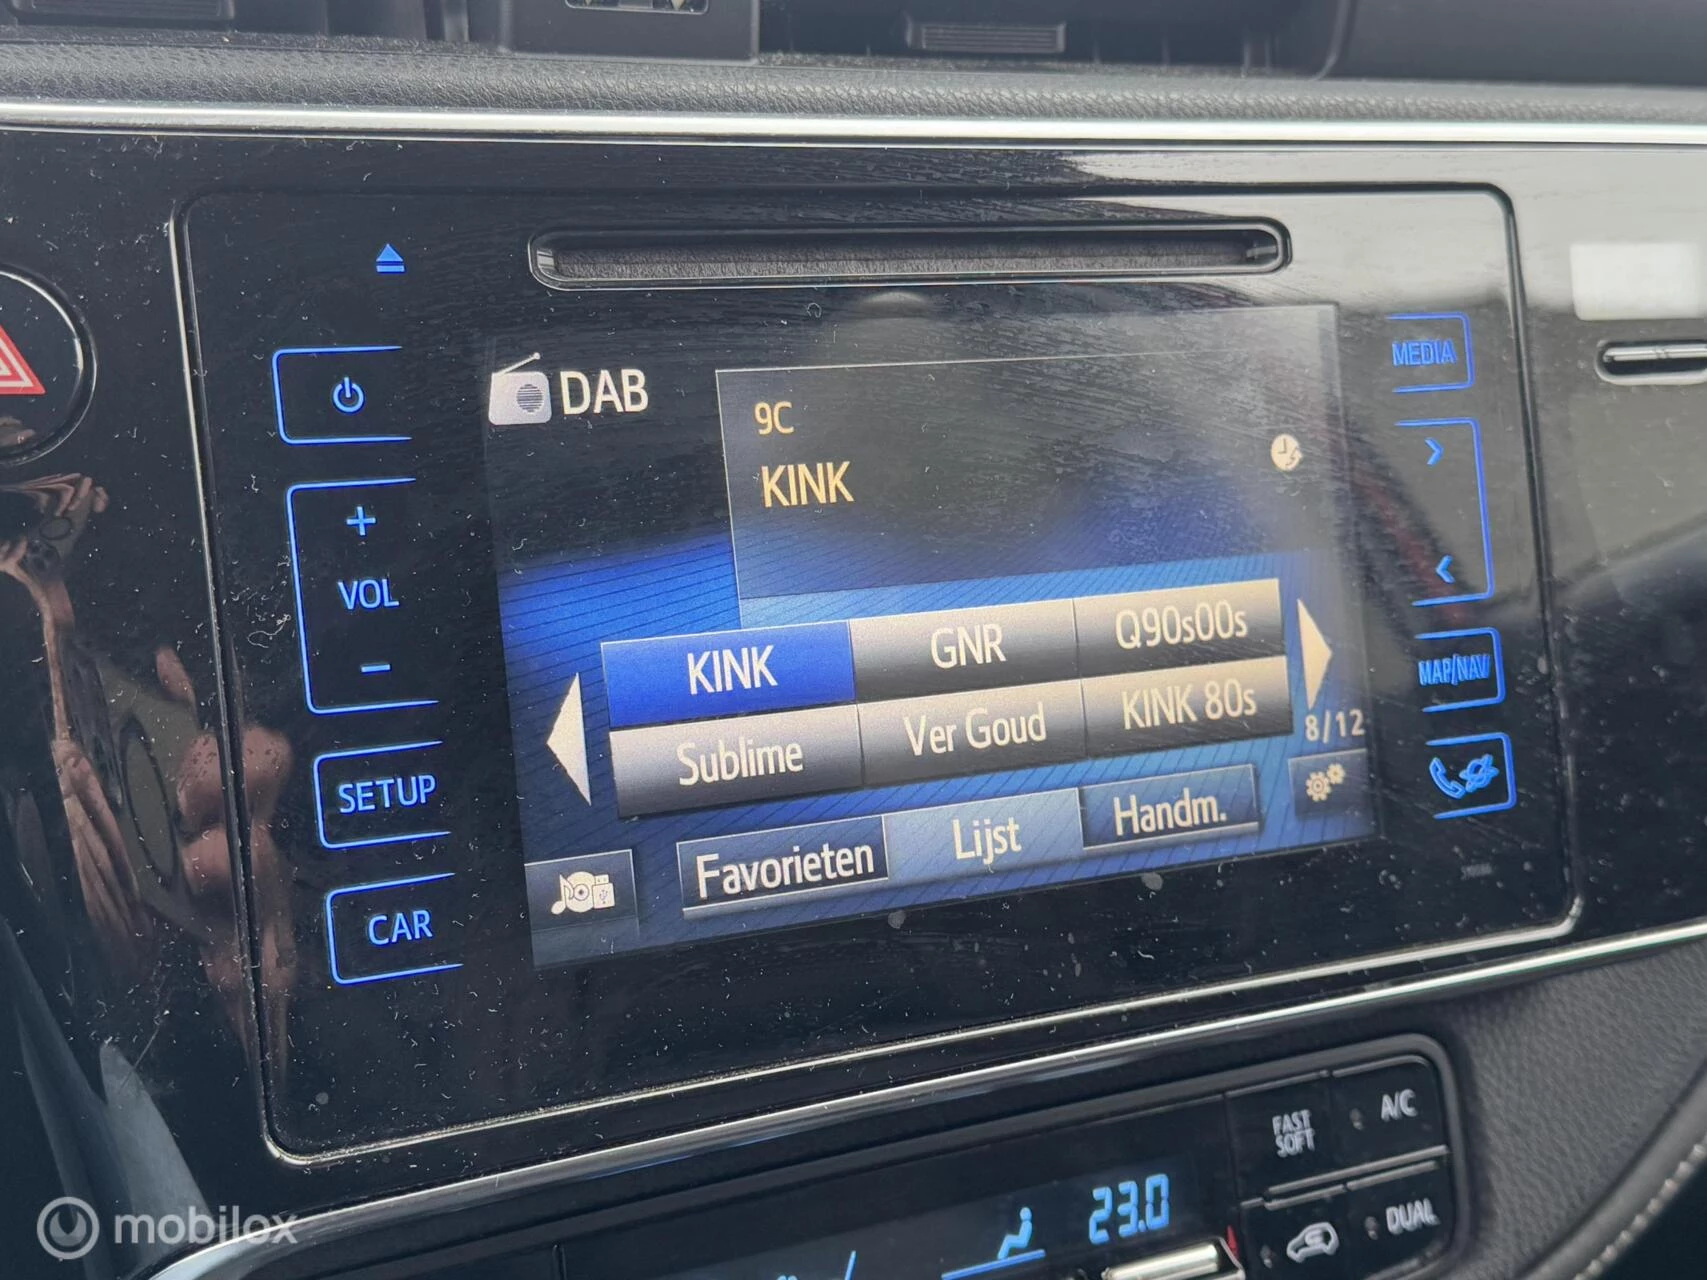 DAB
9C
KINK
KINK
GNR
Q90s00s
Sublime
Ver Goud
KINK 80s
8/12
Favorieten
Lijst
Handm.
VOL
SETUP
CAR
MEDIA
MAP/NAV
FAST
SOFT
A/C
23.0
DUAL
mobilox